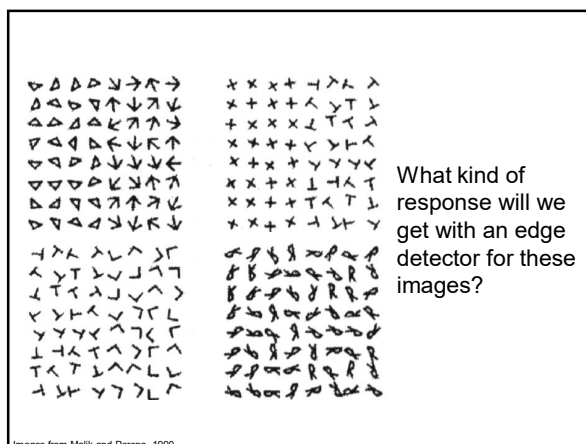 What kind of
response will we
get with an edge
detector for these
images?
Images from Malik and Perona, 1990